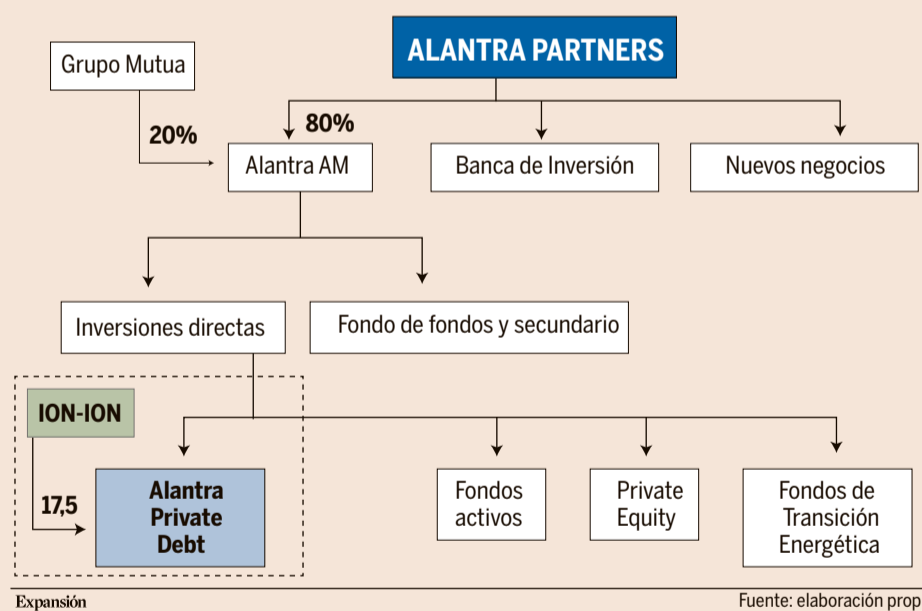 ALANTRA PARTNERS
Grupo Mutua
20%
80%
Alantra AM
Banca de Inversión
Nuevos negocios
Inversiones directas
Fondo de fondos y secundario
ION-ION
17,5
Alantra
Private
Debt
Fondos
activos
Private
Equity
Fondos de
Transición
Energética
Expansión
Fuente: elaboración prop